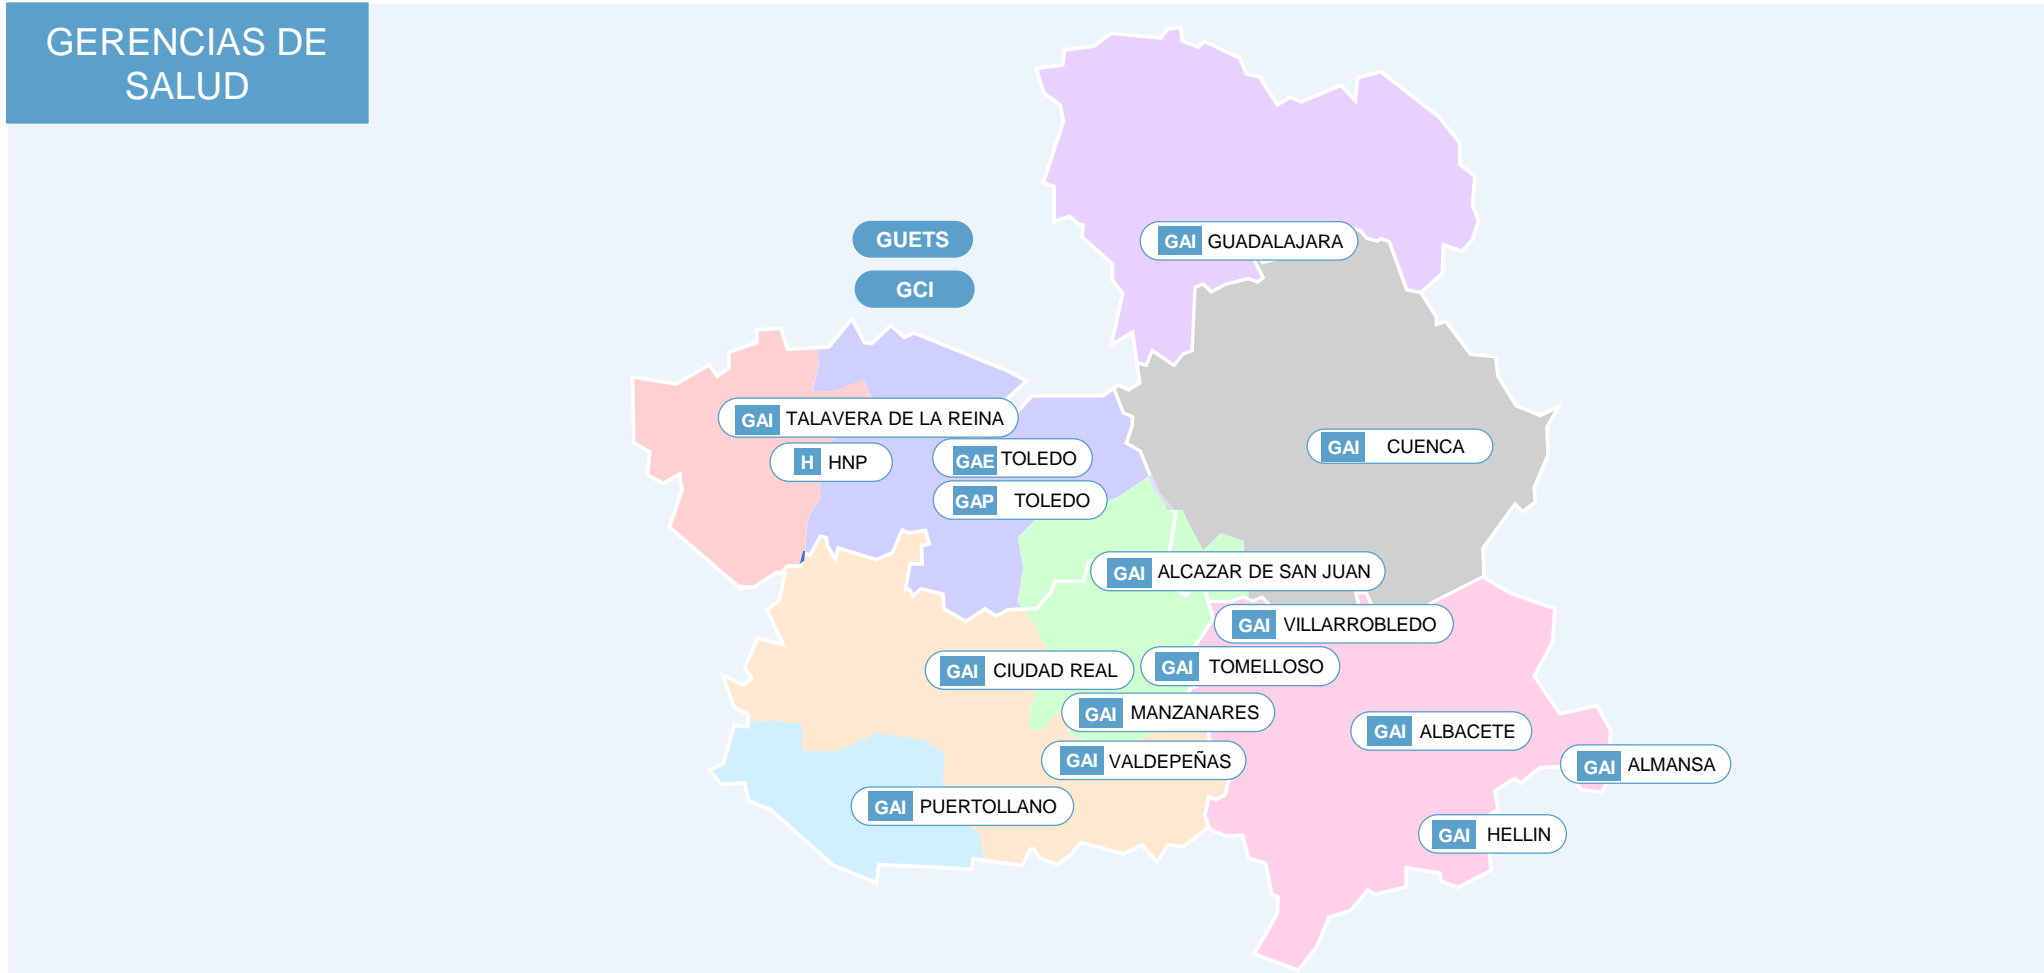 GERENCIAS DE
SALUD
GUETS
GAI GUADALAJARA
GCI
GAI TALAVERA DE LA REINA
GAI CUENCA
H HNP
GAE TOLEDO
GAP TOLEDO
GAI ALCAZAR DE SAN JUAN
GAI VILLARROBLEDO
GAI CIUDAD REAL
GAI TOMELLOSO
GAI MANZANARES
GAI ALBACETE
GAI VALDEPEÑAS
GAI ALMANSA
GAI PUERTOLLANO
GAI HELLIN